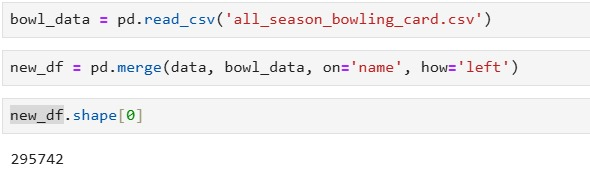 bowl_data = pd.read_csv('all_season_bowling_card.csv')
new_df = pd.merge(data, bowl_data, on='name', how='left')
new_df.shape[0]
295742